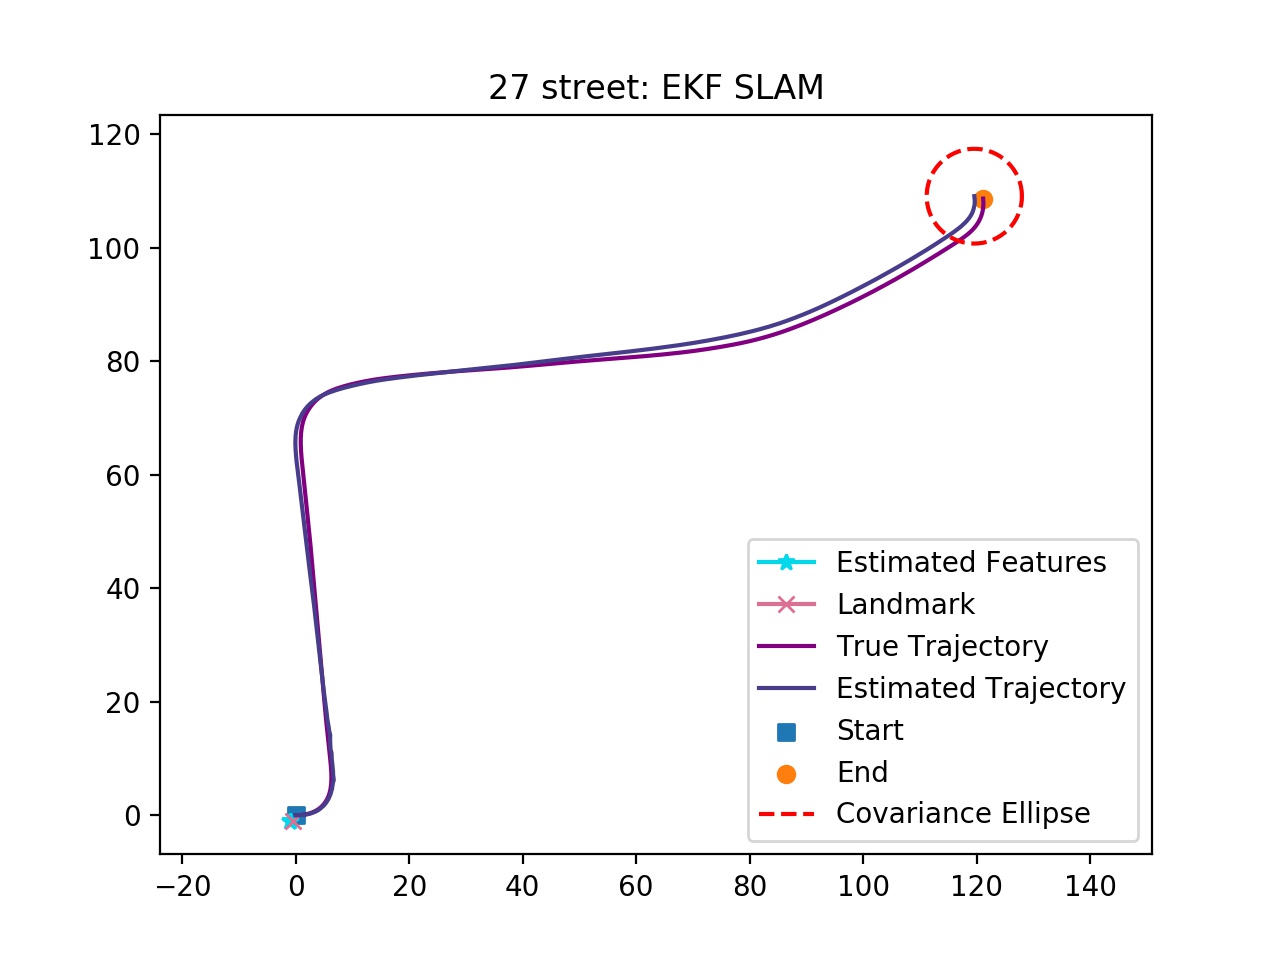 27 street: EKF SLAM
120
100
80
60
40
20
0
Estimated Features
Landmark
True Trajectory
Estimated Trajectory
Start
End
Covariance Ellipse
−20 0 20 40 60 80 100 120 140